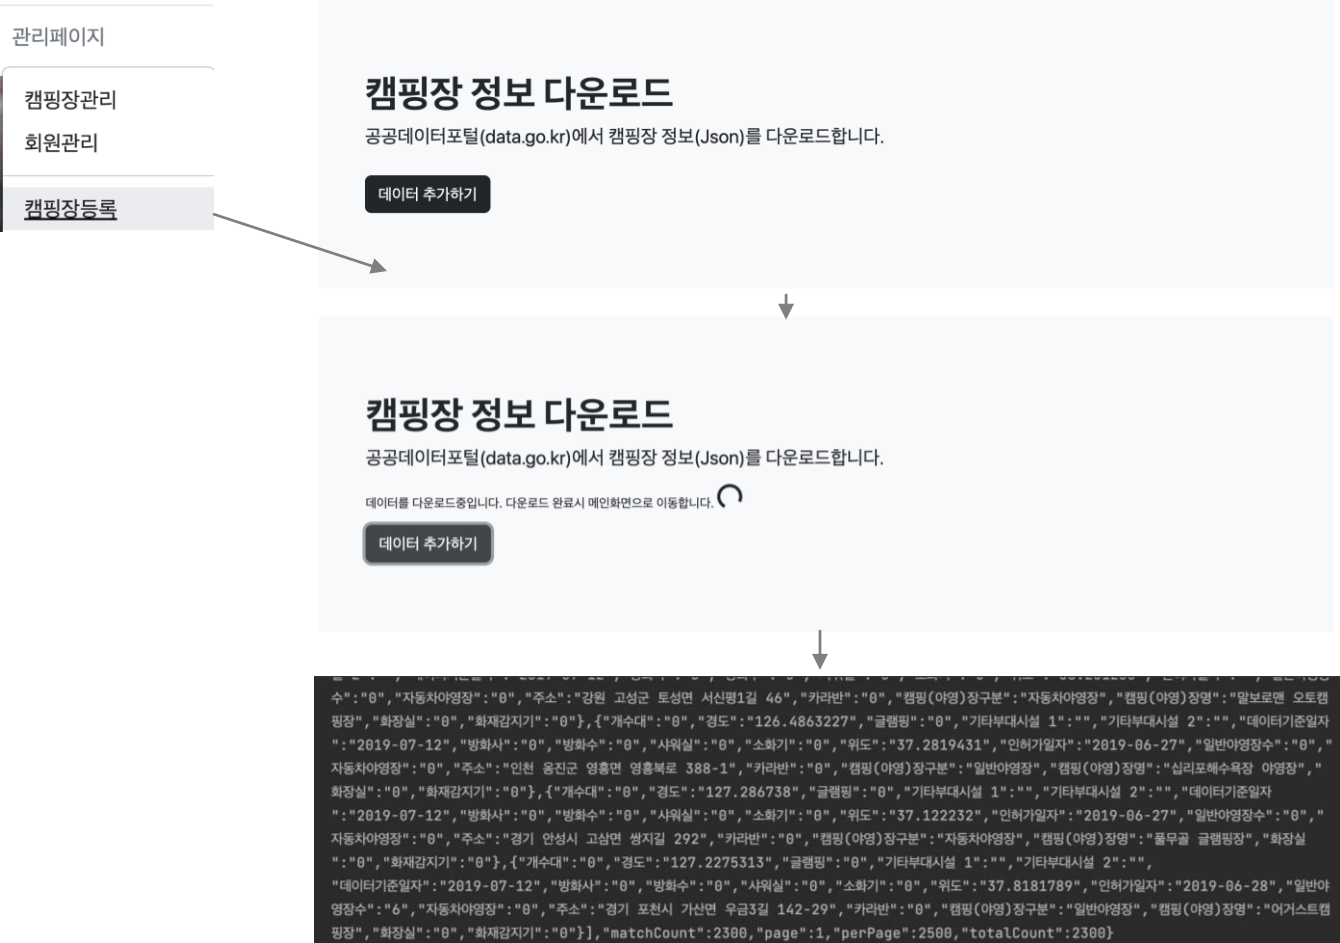 관리페이지
캠핑장관리
회원관리
캠핑장등록
캠핑장 정보 다운로드
공공데이터포털(data.go.kr)에서 캠핑장 정보(Json)를 다운로드합니다.
데이터 추가하기
캠핑장 정보 다운로드
공공데이터포털(data.go.kr)에서 캠핑장 정보(Json)를 다운로드합니다.
데이터를 다운로드중입니다. 다운로드 완료시 메인화면으로 이동합니다.
데이터 추가하기
수":"0","자동차야영장":"0","주소":"강원 고성군 토성면 서신평1길 46","카라반":"0","캠핑(야영)장구분":"자동차야영장","캠핑(야영)장명":"말보로맨 오토캠
핑장","화장실":"0","화재감지기":"0"},{"개수대":"0","경도":"126.4863227","글램핑":"0","기타부대시설 1":"","기타부대시설 2":"","데이터기준일자
":"2019-07-12","방화사":"0","방화수":"0","샤워실":"0","소화기":"0","위도":"37.2819431","인허가일자":"2019-06-27","일반야영장수":"0","
자동차야영장":"0","주소":"인천 옹진군 영흥면 영흥북로 388-1","카라반":"0","캠핑(야영)장구분":"일반야영장","캠핑(야영)장명":"십리포해수욕장 야영장","
화장실":"0","화재감지기":"0"},{"개수대":"0","경도":"127.286738","글램핑":"0","기타부대시설 1":"","기타부대시설 2":"","데이터기준일자
":"2019-07-12","방화사":"0","방화수":"0","샤워실":"0","소화기":"0","위도":"37.122232","인허가일자":"2019-06-27","일반야영장수":"0","
자동차야영장":"0","주소":"경기 안성시 고삼면 쌍지길 292","카라반":"0","캠핑(야영)장구분":"자동차야영장","캠핑(야영)장명":"풀무골 글램핑장","화장실
":"0","화재감지기":"0"},{"개수대":"0","경도":"127.2275313","글램핑":"0","기타부대시설 1":"","기타부대시설 2":"",
"데이터기준일자":"2019-07-12","방화사":"0","방화수":"0","샤워실":"0","소화기":"0","위도":"37.8181789","인허가일자":"2019-06-28","일반야
영장수":"6","자동차야영장":"0","주소":"경기 포천시 가산면 우금3길 142-29","카라반":"0","캠핑(야영)장구분":"일반야영장","캠핑(야영)장명":"어거스트캠
핑장","화장실":"0","화재감지기":"0"}],"matchCount":2300,"page":1,"perPage":2500,"totalCount":2300}